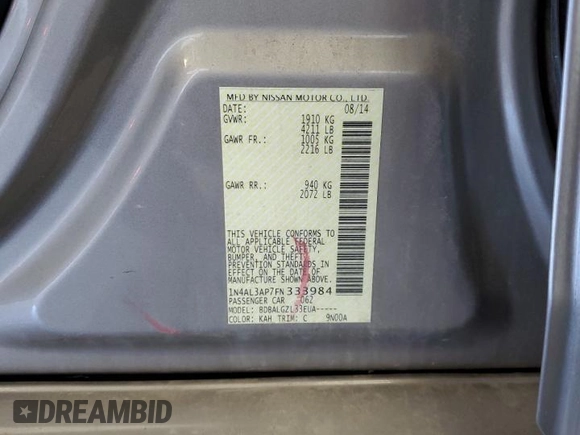 MFD BY NISSAN MOTOR CO., LTD.
DATE: 08/14
GVWR: 1910 KG
4211 LB
GAWR FR.: 1005 KG
2216 LB
GAWR RR.: 940 KG
2072 LB
THIS VEHICLE CONFORMS TO
ALL APPLICABLE FEDERAL
MOTOR VEHICLE SAFETY,
BUMPER, AND THEFT
PREVENTION STANDARDS IN
EFFECT ON THE DATE OF
MANUFACTURE SHOWN ABOVE.
1N4AL3AP7FN333984
PASSENGER CAR
MODEL: BDBALGZL33EUA-----
COLOR: KAH TRIM: C 9N00A
DREAMBID